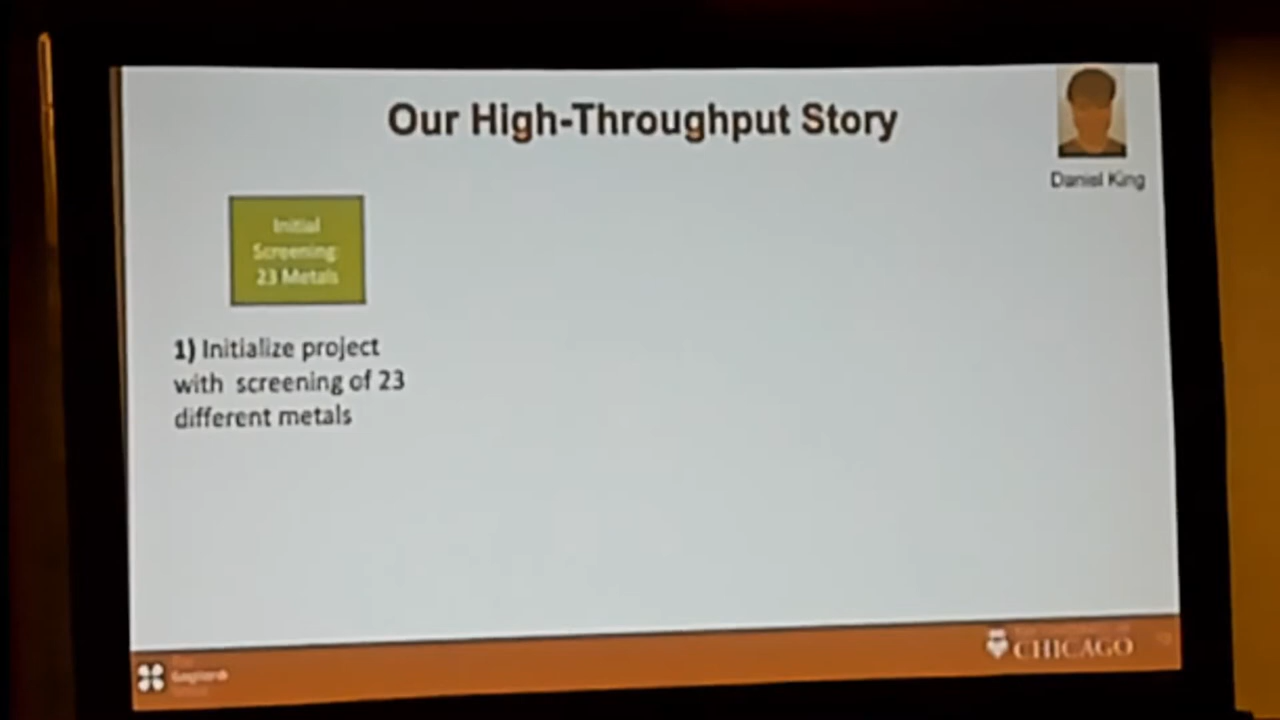 Our High-Throughput Story
Daniel King
Initial
Screening:
23 Metals
1) Initialize project
with screening of 23
different metals
CHICAGO